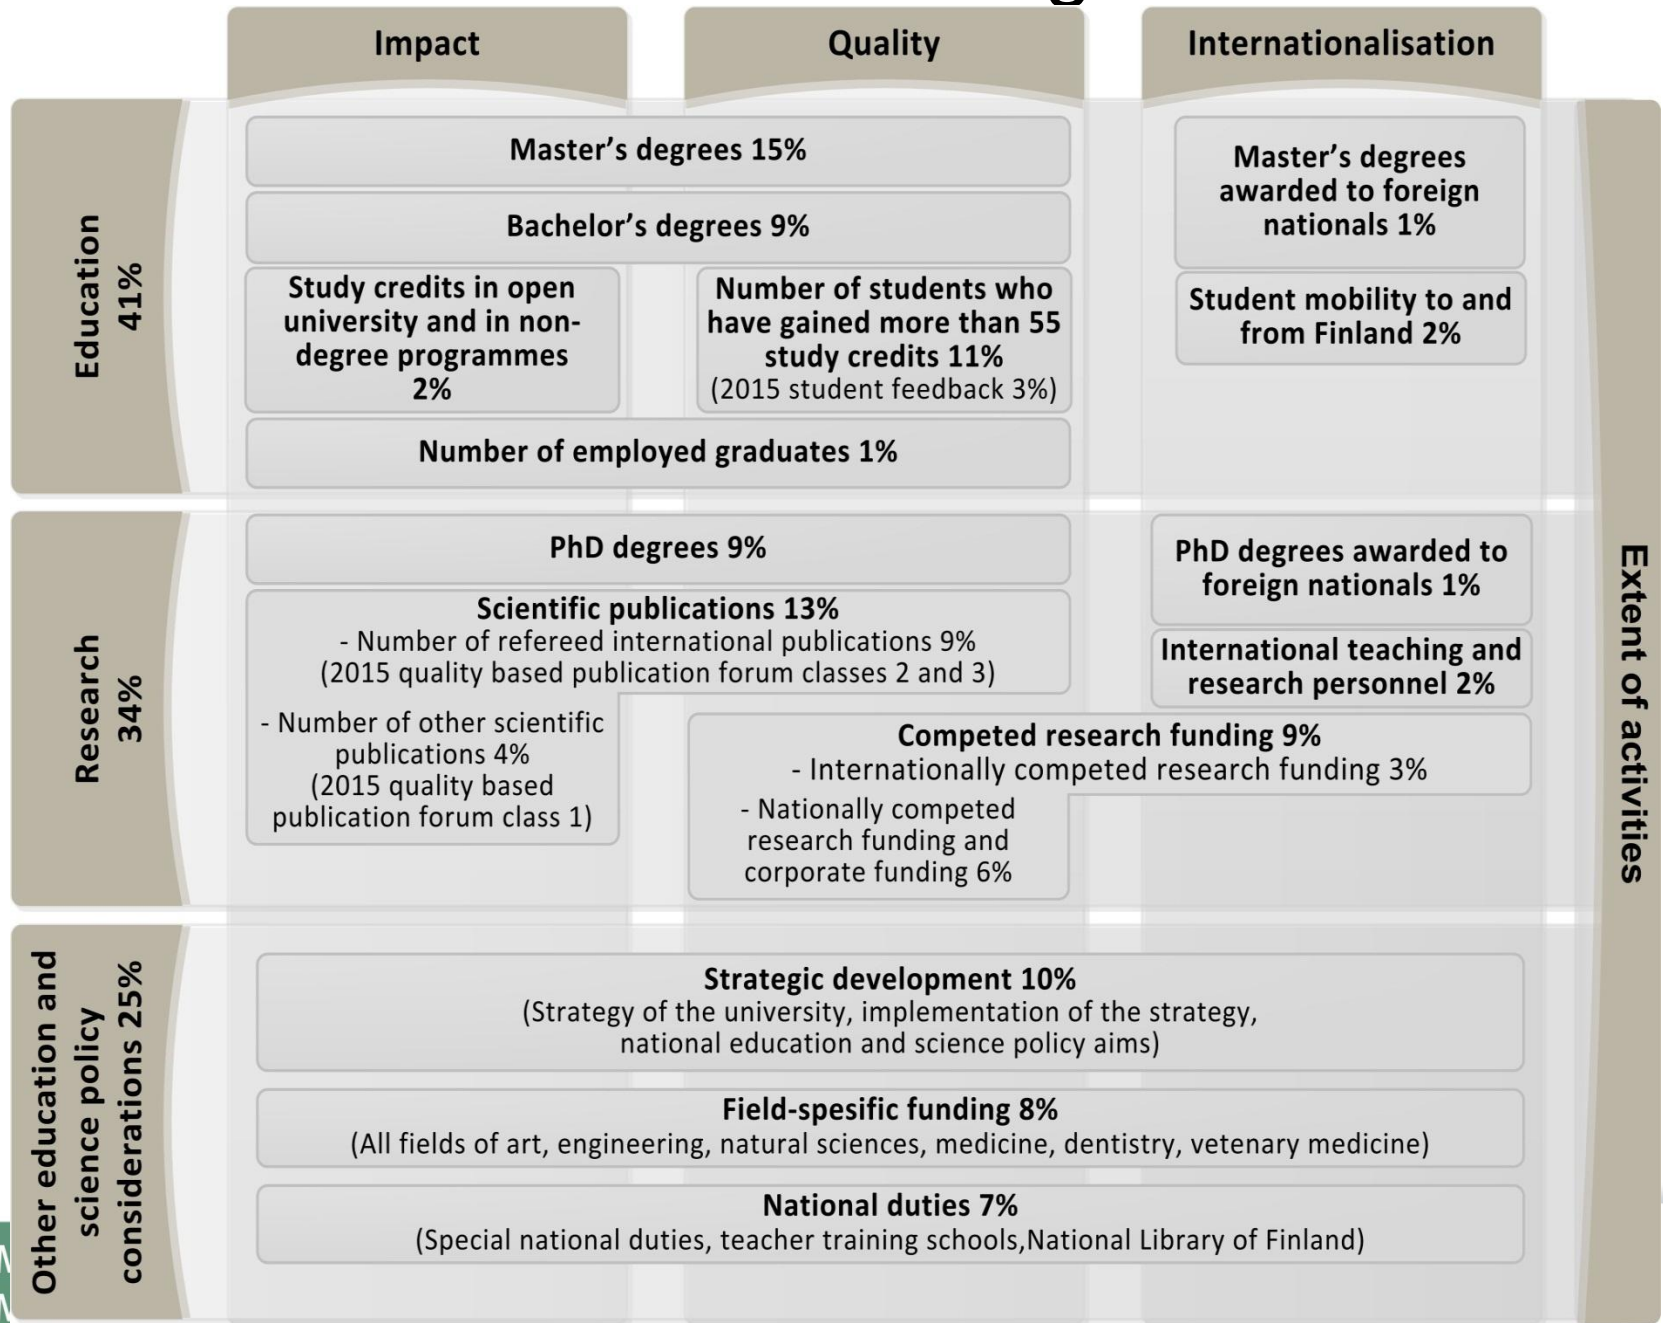 Impact
Quality
Internationalisation
Education
41%
Master’s degrees 15%
Bachelor’s degrees 9%
Study credits in open
university and in non-
degree programmes
2%
Number of students who
have gained more than 55
study credits 11%
(2015 student feedback 3%)
Number of employed graduates 1%
Master’s degrees
awarded to foreign
nationals 1%
Student mobility to and
from Finland 2%
Research
34%
PhD degrees 9%
Scientific publications 13%
- Number of refereed international publications 9%
(2015 quality based publication forum classes 2 and 3)
- Number of other scientific
publications 4%
(2015 quality based
publication forum class 1)
PhD degrees awarded to
foreign nationals 1%
International teaching and
research personnel 2%
Competed research funding 9%
- Internationally competed research funding 3%
- Nationally competed
research funding and
corporate funding 6%
Other education and
science policy
considerations 25%
Strategic development 10%
(Strategy of the university, implementation of the strategy,
national education and science policy aims)
Field-spesific funding 8%
(All fields of art, engineering, natural sciences, medicine, dentistry, vetenary medicine)
National duties 7%
(Special national duties, teacher training schools,National Library of Finland)
Extent of activities